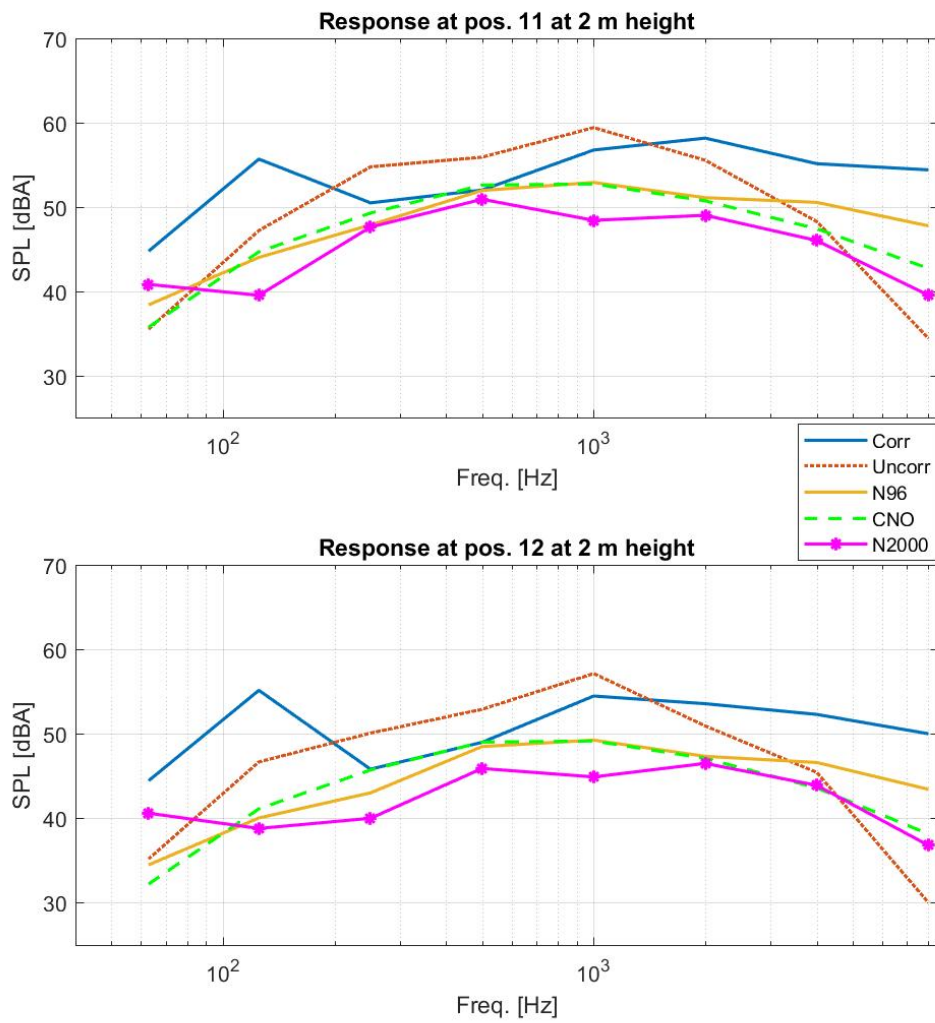 Response at pos. 11 at 2 m height
70
60
50
40
30
SPL [dBA]
10²
10³
Freq. [Hz]
Corr
Uncorr
N96
CNO
N2000
Response at pos. 12 at 2 m height
70
60
50
40
30
SPL [dBA]
10²
10³
Freq. [Hz]